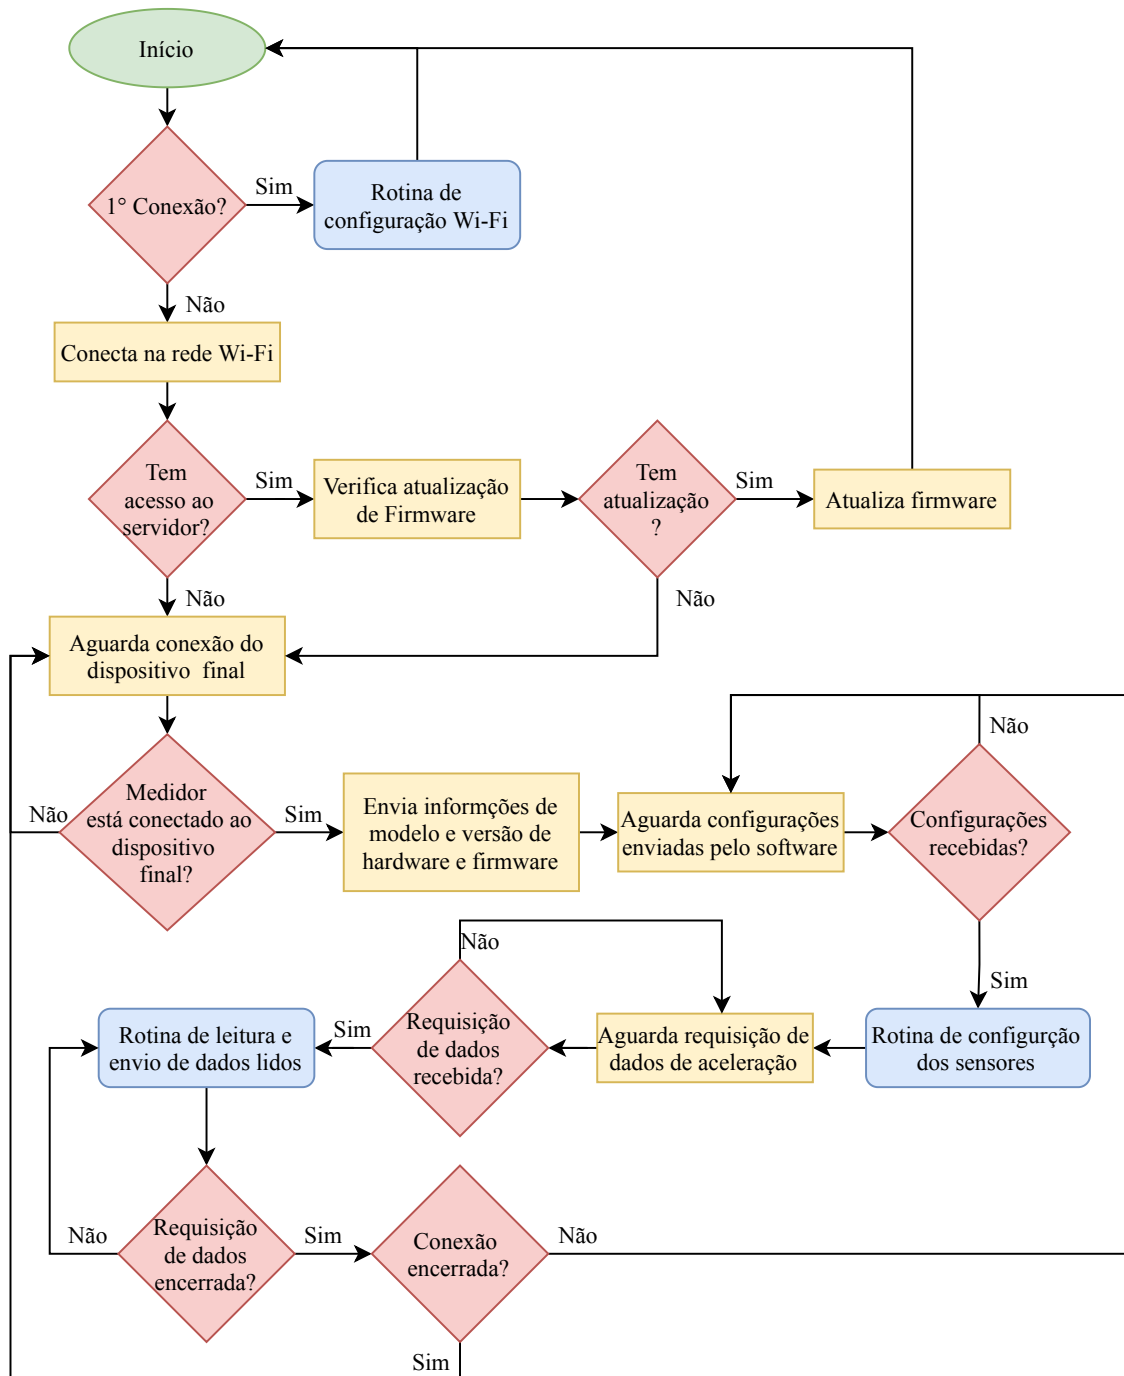 Início
1° Conexão?
Sim
Rotina de
configuração Wi-Fi
Não
Conecta na rede Wi-Fi
Tem
acesso ao
servidor?
Sim
Verifica atualização
de Firmware
Tem
atualização
?
Sim
Atualiza firmware
Não
Não
Aguarda conexão do
dispositivo final
Não
Medidor
está conectado ao
dispositivo
final?
Sim
Envia informções de
modelo e versão de
hardware e firmware
Aguarda configurações
enviadas pelo software
Não
Configurações
recebidas?
Sim
Rotina de configurção
dos sensores
Aguarda requisição de
dados de aceleração
Não
Requisição
de dados
recebida?
Sim
Rotina de leitura e
envio de dados lidos
Não
Requisição
de dados
encerrada?
Sim
Conexão
encerrada?
Não
Sim